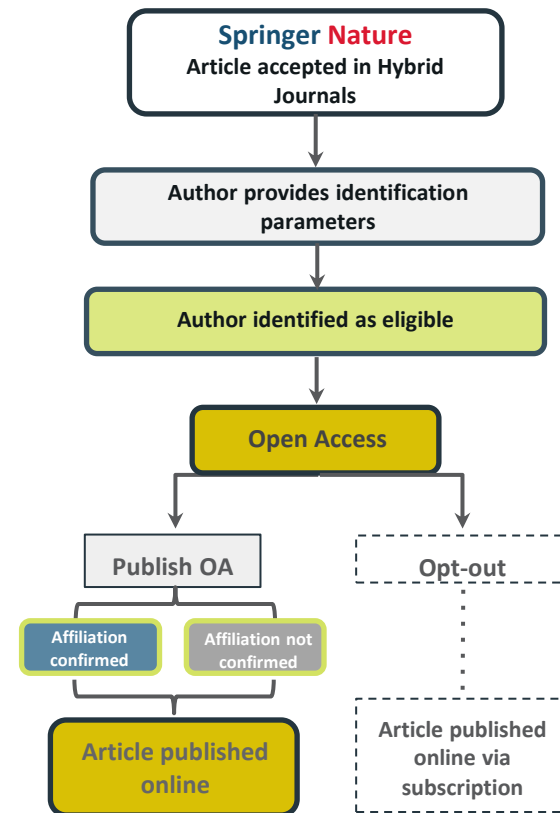 Springer Nature
Article accepted in Hybrid
Journals
Author provides identification
parameters
Author identified as eligible
Open Access
Publish OA
Opt-out
Affiliation
confirmed
Affiliation not
confirmed
Article published
online
Article published
online via
subscription